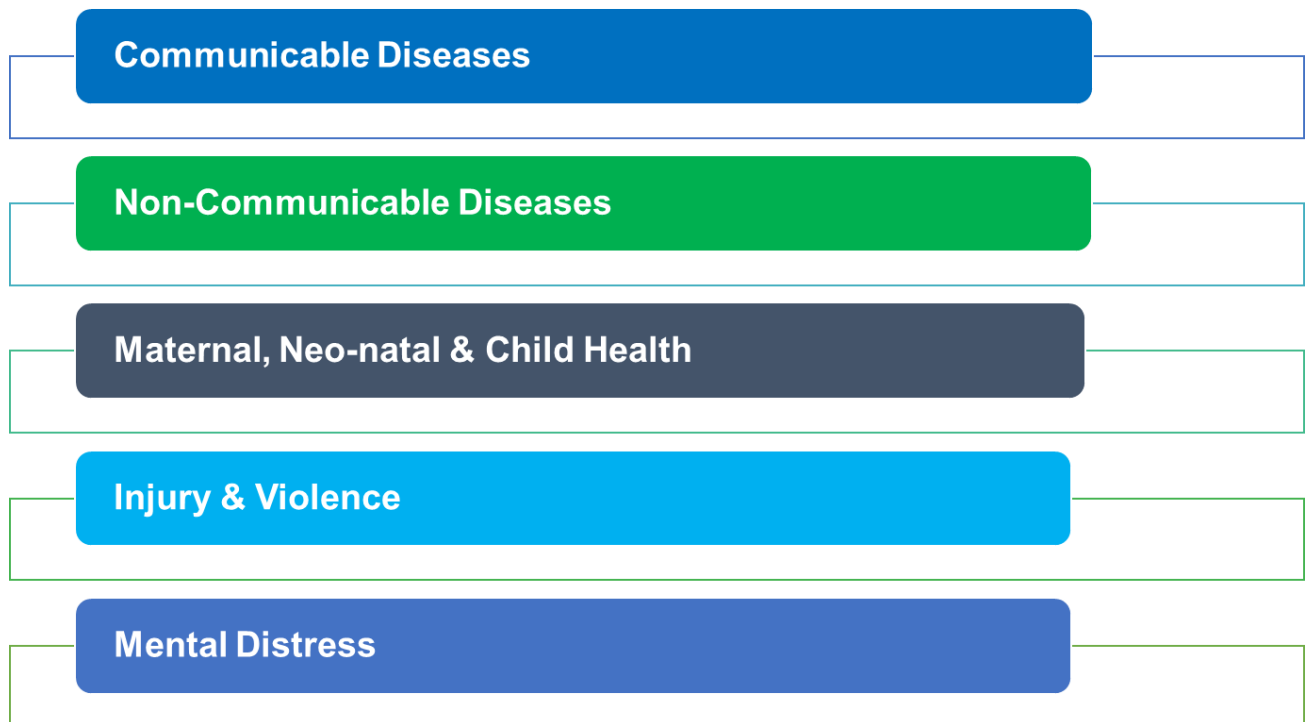 Communicable Diseases
Non-Communicable Diseases
Maternal, Neo-natal & Child Health
Injury & Violence
Mental Distress